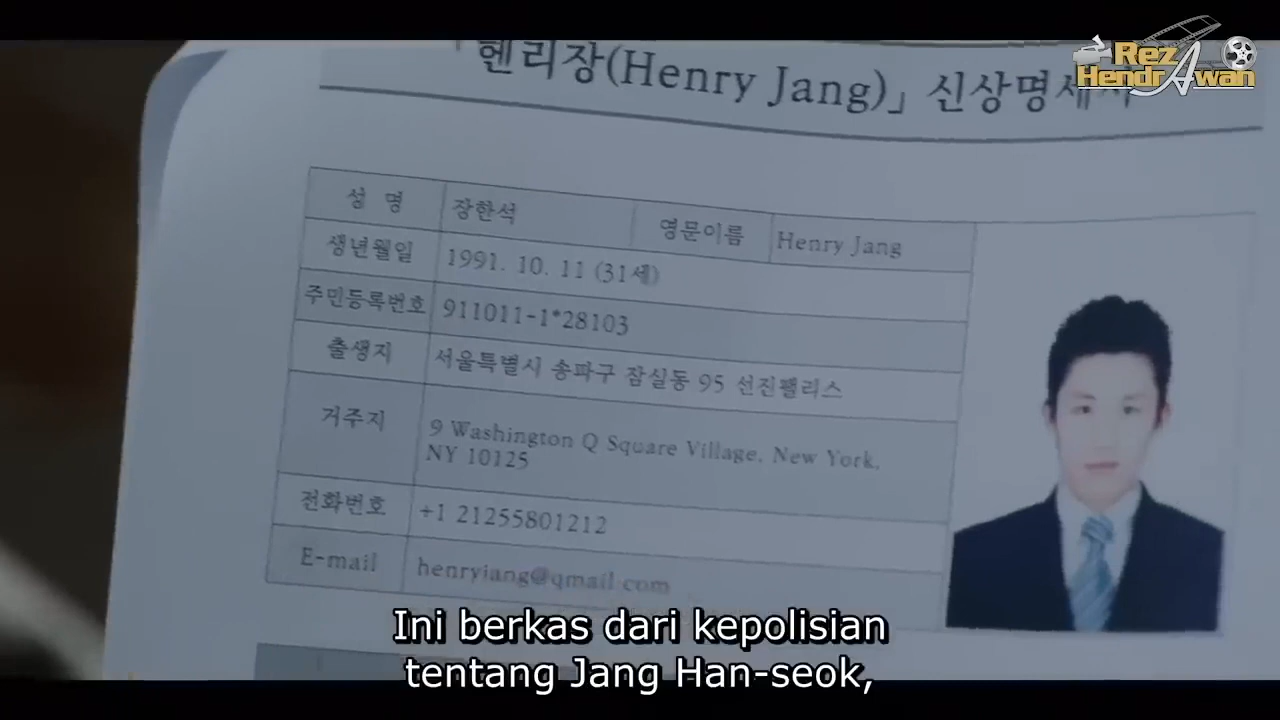 「헨리장(Henry Jang)」 신상명세서
Rez
HendrAwan
성 명 장한석 영문이름 Henry Jang
생년월일 1991. 10. 11 (31세)
주민등록번호 911011-1*28103
출생지 서울특별시 송파구 잠실동 95 선진팰리스
거주지 9 Washington Q Square Village, New York,
NY 10125
전화번호 +1 21255801212
E-mail henryjang@qmail.com
Ini berkas dari kepolisian
tentang Jang Han-seok,